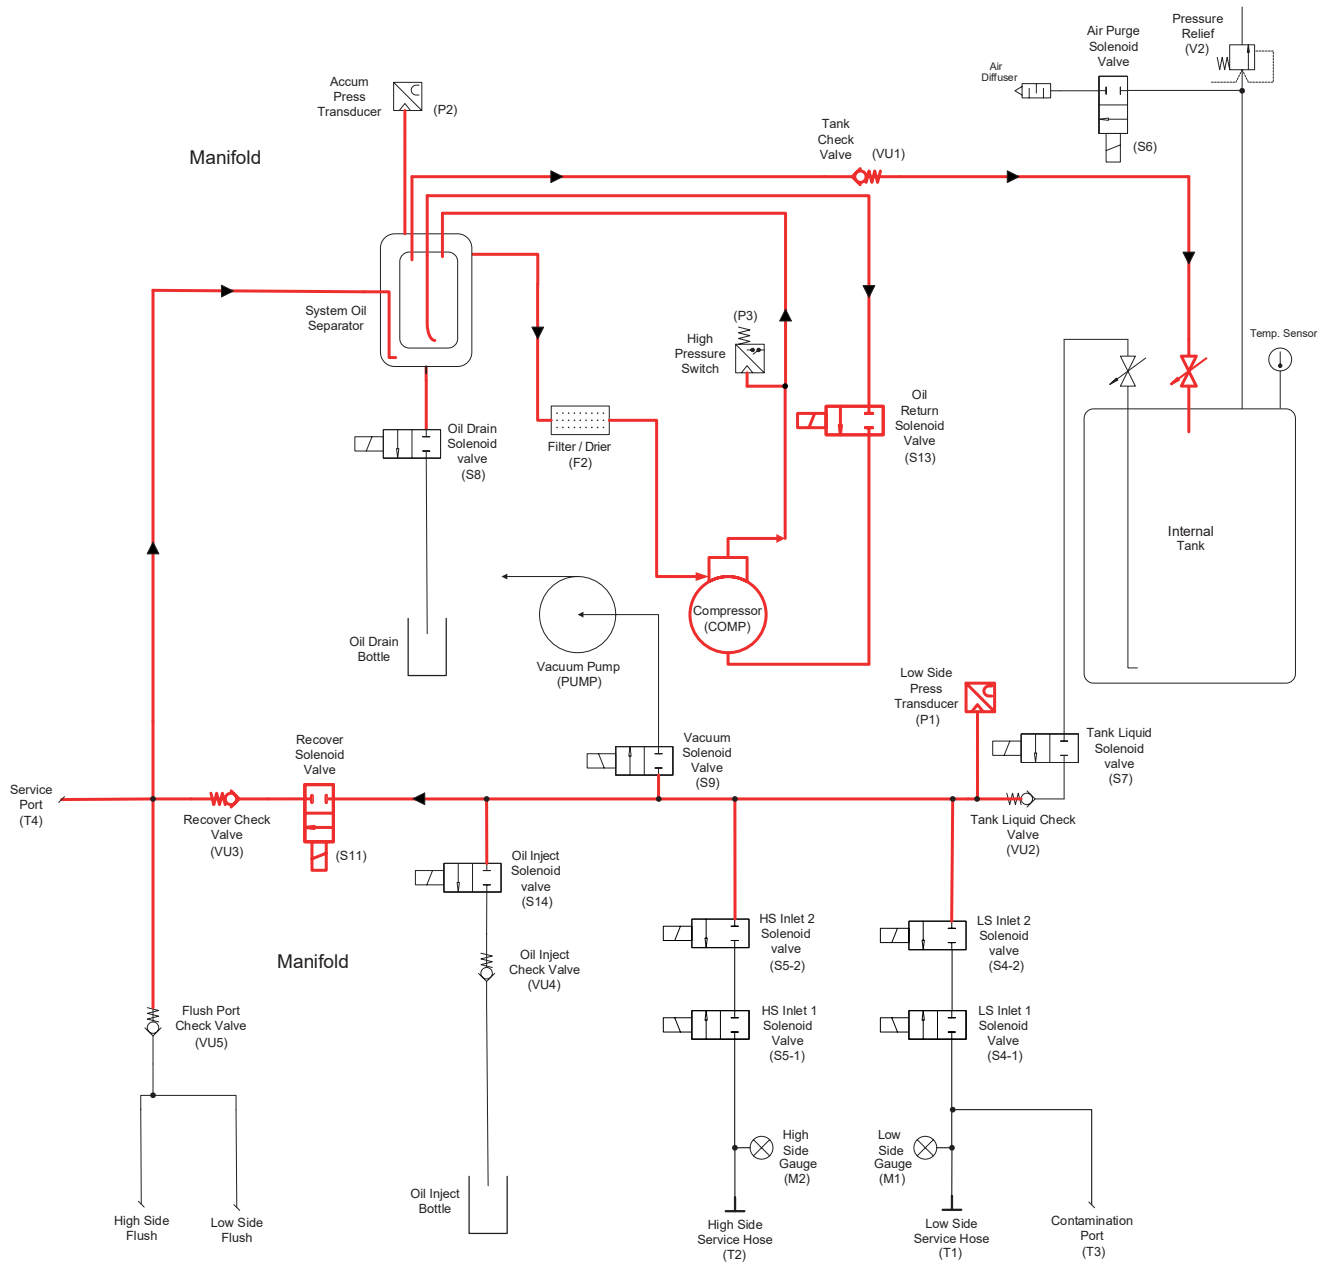 Pressure
Relief
(V2)
Air Purge
Solenoid
Valve
Air
Diffuser
(S6)
Accum
Press
Transducer
(P2)
Tank
Check
Valve
(VU1)
Manifold
System Oil
Separator
(P3)
High
Pressure
Switch
Temp. Sensor
Oil
Return
Solenoid
Valve
(S13)
Oil Drain
Solenoid
valve
(S8)
Filter / Drier
(F2)
Internal
Tank
Compressor
(COMP)
Oil Drain
Bottle
Vacuum Pump
(PUMP)
Low Side
Press
Transducer
(P1)
Recover
Solenoid
Valve
Vacuum
Solenoid
Valve
(S9)
Tank Liquid
Solenoid
valve
(S7)
Service
Port
(T4)
Recover Check
Valve
(VU3)
(S11)
Tank Liquid Check
Valve
(VU2)
Oil Inject
Solenoid
valve
(S14)
HS Inlet 2
Solenoid
valve
(S5-2)
LS Inlet 2
Solenoid
valve
(S4-2)
Manifold
Oil Inject
Check Valve
(VU4)
Flush Port
Check Valve
(VU5)
HS Inlet 1
Solenoid
Valve
(S5-1)
LS Inlet 1
Solenoid
Valve
(S4-1)
High
Side
Gauge
(M2)
Low
Side
Gauge
(M1)
Oil Inject
Bottle
High Side
Flush
Low Side
Flush
High Side
Service Hose
(T2)
Low Side
Service Hose
(T1)
Contamination
Port
(T3)